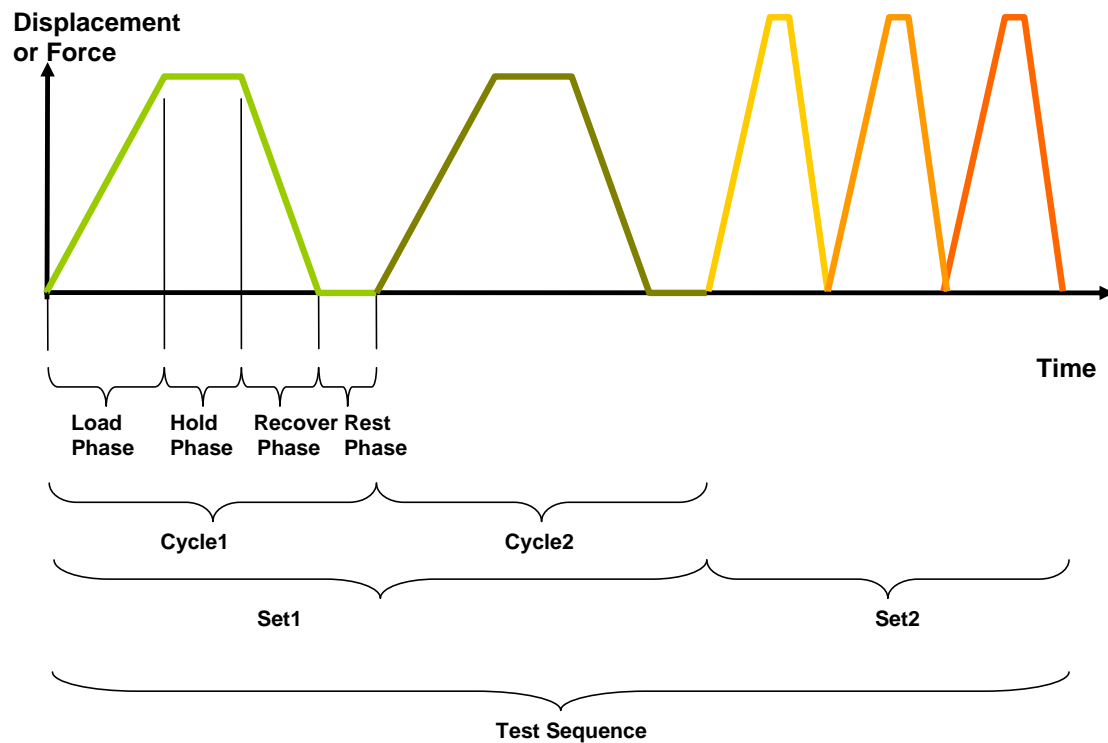 Displacement
or Force
Time
Load
Phase
Hold
Phase
Recover
Phase
Rest
Phase
Cycle1
Cycle2
Set1
Set2
Test Sequence